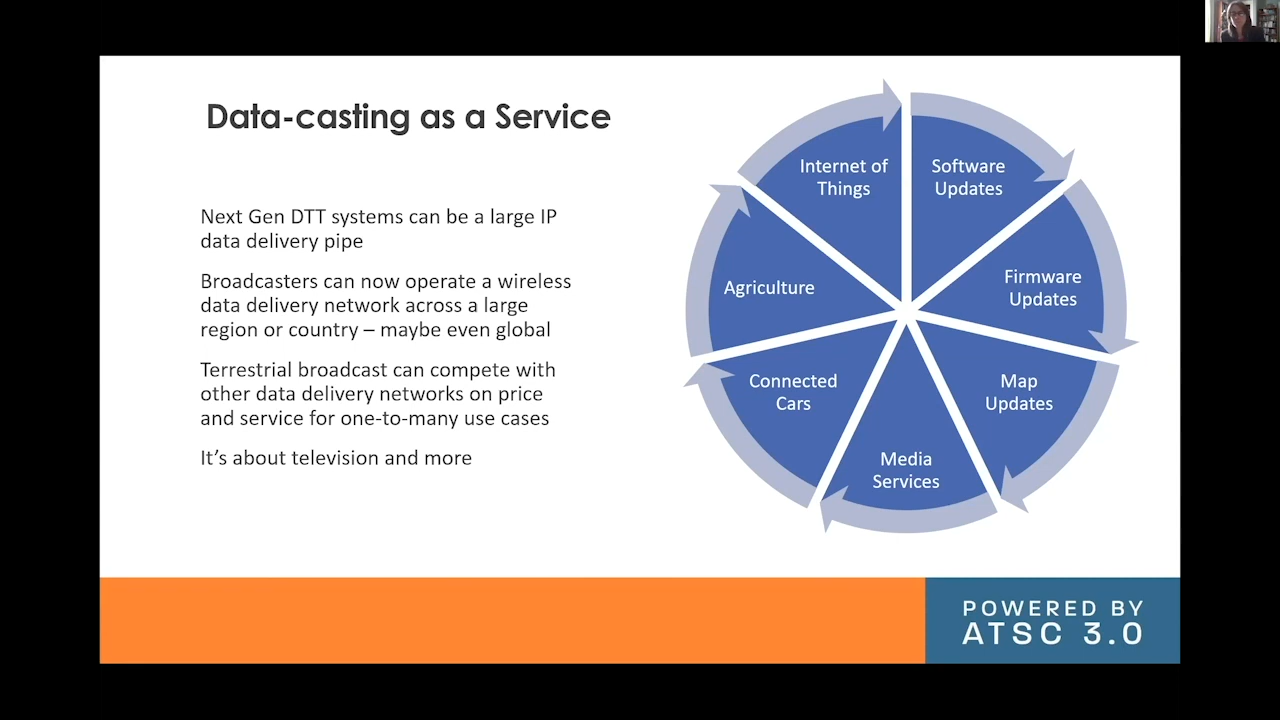 Data-casting as a Service
Next Gen DTT systems can be a large IP
data delivery pipe
Broadcasters can now operate a wireless
data delivery network across a large
region or country – maybe even global
Terrestrial broadcast can compete with
other data delivery networks on price
and service for one-to-many use cases
It’s about television and more
Internet of
Things
Software
Updates
Firmware
Updates
Map
Updates
Media
Services
Connected
Cars
Agriculture
POWERED BY
ATSC 3.0